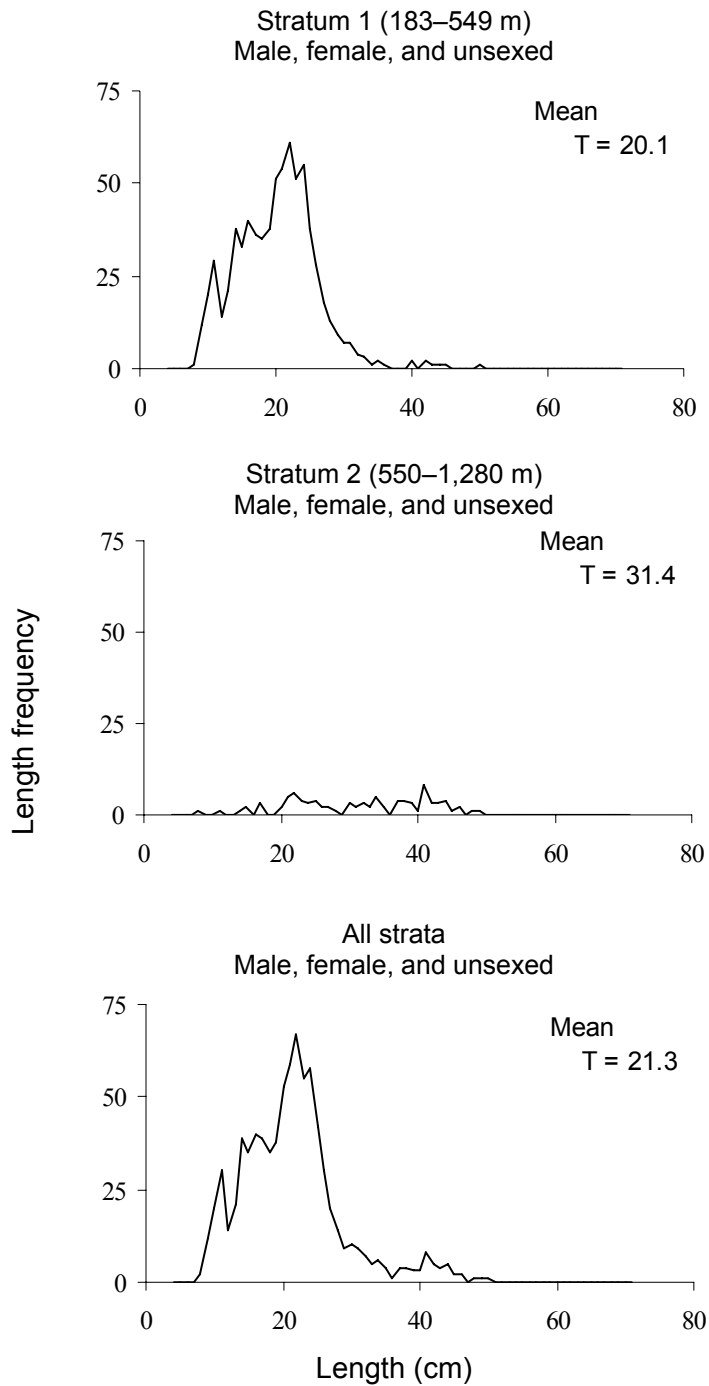 Stratum 1 (183–549 m)
Male, female, and unsexed
Mean
T = 20.1
75
50
25
0
0 20 40 60 80
Stratum 2 (550–1,280 m)
Male, female, and unsexed
Mean
T = 31.4
75
50
25
0
0 20 40 60 80
Length frequency
All strata
Male, female, and unsexed
Mean
T = 21.3
75
50
25
0
0 20 40 60 80
Length (cm)